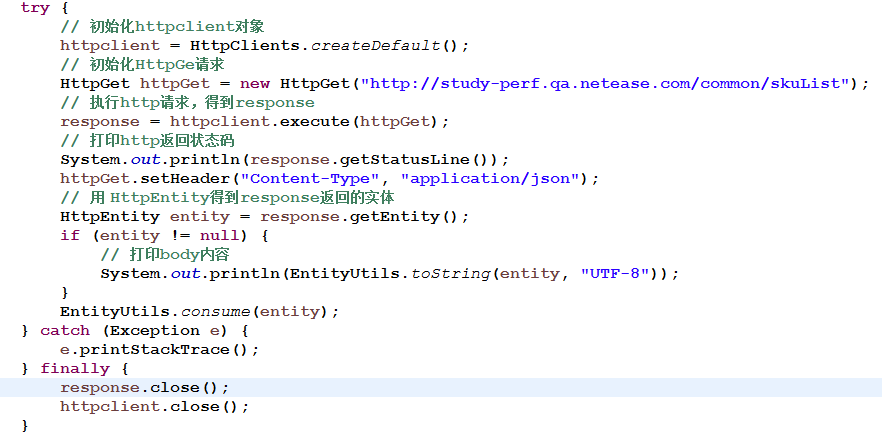 try {
// 初始化httpclient对象
httpclient = HttpClients.createDefault();
// 初始化HttpGe请求
HttpGet httpGet = new HttpGet("http://study-perf.qa.netease.com/common/skuList");
// 执行http请求，得到response
response = httpclient.execute(httpGet);
// 打印http返回状态码
System.out.println(response.getStatusLine());
httpGet.setHeader("Content-Type", "application/json");
// 用 HttpEntity得到response返回的实体
HttpEntity entity = response.getEntity();
if (entity != null) {
// 打印body内容
System.out.println(EntityUtils.toString(entity, "UTF-8"));
}
EntityUtils.consume(entity);
} catch (Exception e) {
e.printStackTrace();
} finally {
response.close();
httpclient.close();
}